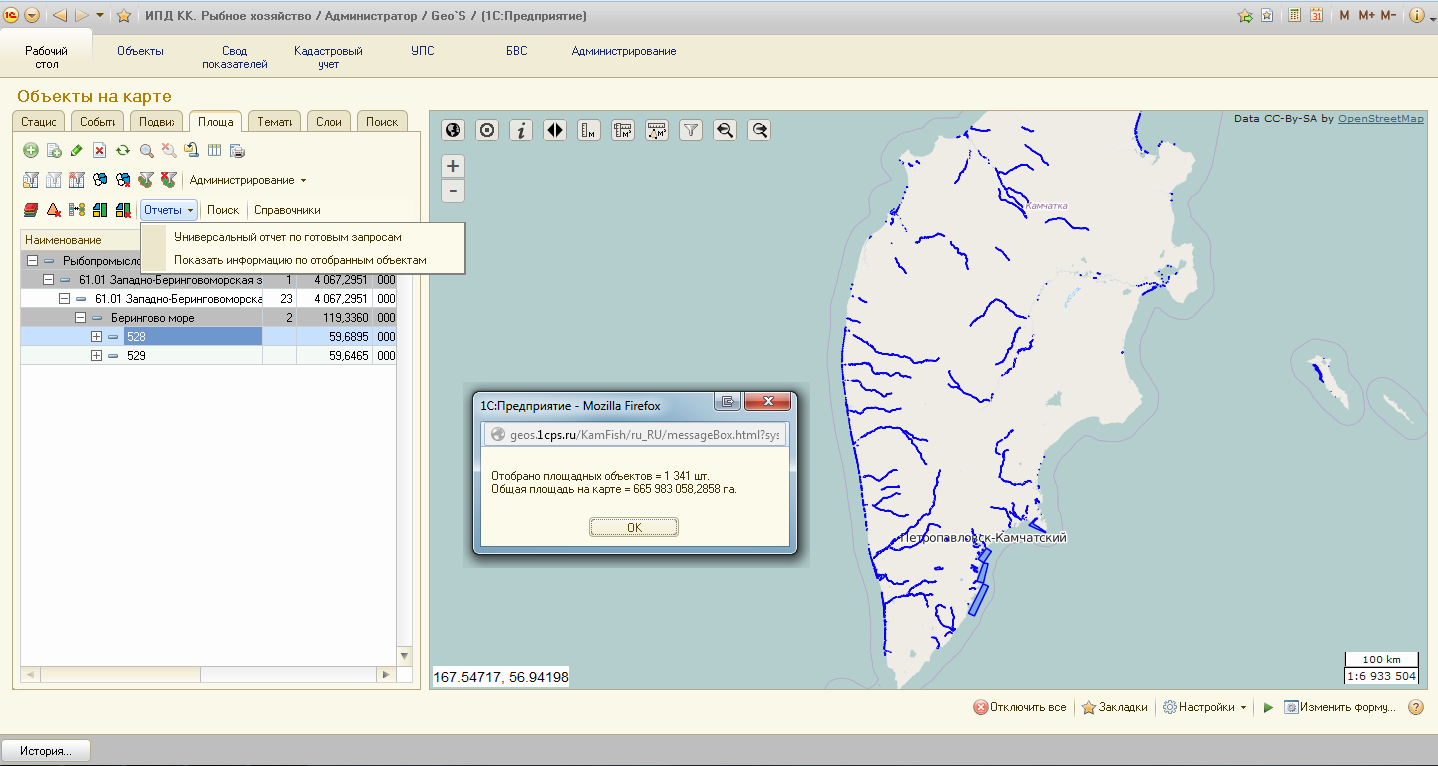 ИПД КК. Рыбное хозяйство / Администратор / Geo`S / (1С:Предприятие)
M M+ M-
Рабочий стол
Объекты
Свод показателей
Кадастровый учет
УПС
БВС
Администрирование
Объекты на карте
Стацис
Событи
Подвиж
Площа
Темати
Слои
Поиск
Администрирование
Отчеты
Поиск
Справочники
Универсальный отчет по готовым запросам
Показать информацию по отобранным объектам
Наименование
Рыбопромысло
61.01 Западно-Беринговоморская з 1 4 067,2951 000
61.01 Западно-Беринговоморска 23 4 067,2951 000
Берингово море 2 119,3360 000
528 59,6895 000
529 59,6465 000
Data CC-By-SA by OpenStreetMap
Камчатка
Петропавловск-Камчатский
1С:Предприятие - Mozilla Firefox
geos.1cps.ru/KamFish/ru_RU/messageBox.html?sys
Отобрано площадных объектов = 1 341 шт.
Общая площадь на карте = 665 983 058,2858 га.
OK
167.54717, 56.94198
100 km
1:6 933 504
Отключить все
Закладки
Настройки
Изменить форму...
История...